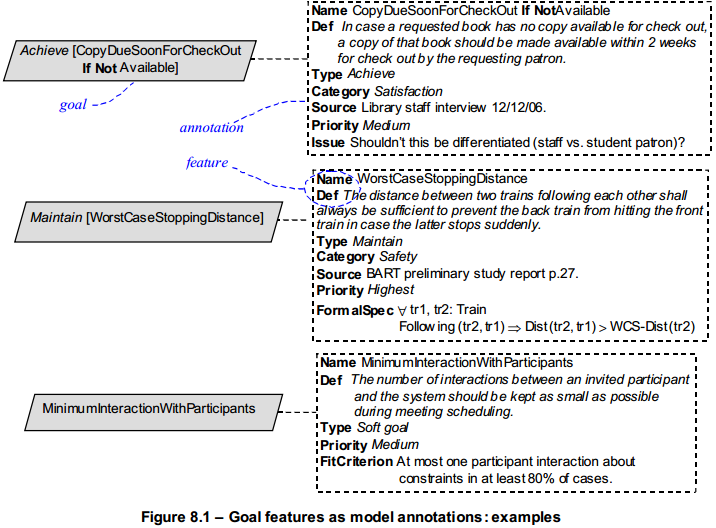 Achieve [CopyDueSoonForCheckOut
If Not Available]
goal
annotation
feature
Name CopyDueSoonForCheckOut If NotAvailable
Def In case a requested book has no copy available for check out,
a copy of that book should be made available within 2 weeks
for check out by the requesting patron.
Type Achieve
Category Satisfaction
Source Library staff interview 12/12/06.
Priority Medium
Issue Shouldn't this be differentiated (staff vs. student patron)?
Maintain [WorstCaseStoppingDistance]
Name WorstCaseStoppingDistance
Def The distance between two trains following each other shall
always be sufficient to prevent the back train from hitting the front
train in case the latter stops suddenly.
Type Maintain
Category Safety
Source BART preliminary study report p.27.
Priority Highest
FormalSpec ∀ tr1, tr2: Train
Following (tr2, tr1) ⇒ Dist (tr2, tr1) > WCS-Dist (tr2)
MinimumInteractionWithParticipants
Name MinimumInteractionWithParticipants
Def The number of interactions between an invited participant
and the system should be kept as small as possible
during meeting scheduling.
Type Soft goal
Priority Medium
FitCriterion At most one participant interaction about
constraints in at least 80% of cases.
Figure 8.1 – Goal features as model annotations: examples